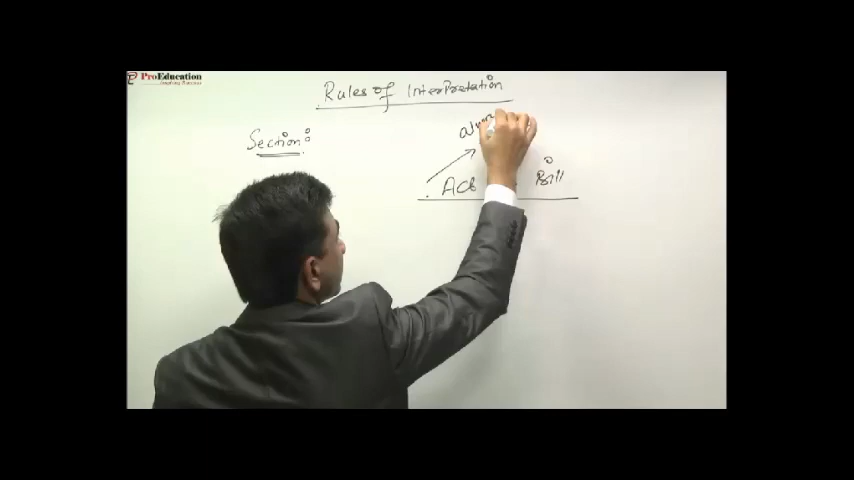 ProEducation
Rules of InterPretation
Section:
Act Bill